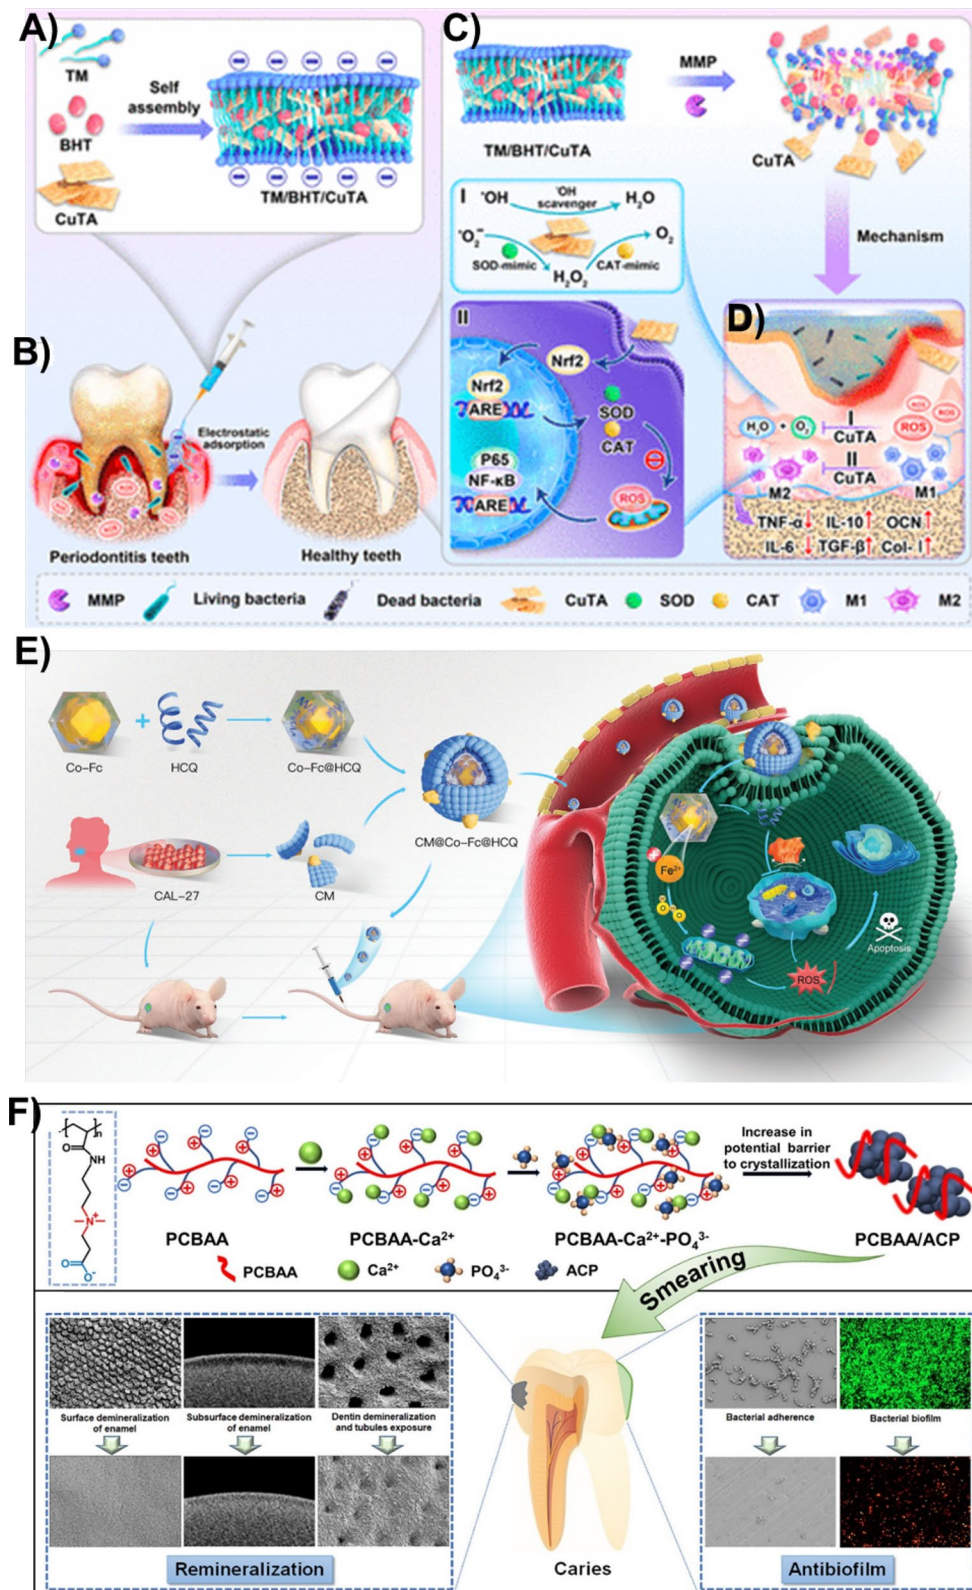 A)
TM
BHT
CuTA
Self
assembly
TM/BHT/CuTA
C)
TM/BHT/CuTA
MMP
CuTA
Mechanism
I
•OH
•OH
scavenger
H₂O
•O₂⁻
SOD-mimic
H₂O₂
CAT-mimic
O₂
II
Nrf2
Nrf2
ARE
SOD
CAT
P65
NF-κB
ARE
ROS
B)
Electrostatic
adsorption
Periodontitis teeth
Healthy teeth
D)
H₂O + O₂
I
CuTA
ROS
ROS
ROS
II
CuTA
M2
M1
TNF-α IL-10 OCN
IL-6 TGF-β Col- I
MMP Living bacteria Dead bacteria CuTA SOD CAT M1 M2
E)
Co-Fc
+
HCQ
Co-Fc@HCQ
CM@Co-Fc@HCQ
CAL-27
CM
Fe²⁺
ROS
Apoptosis
F)
n
O
NH
N⁺
O
O⁻
PCBAA
PCBAA-Ca²⁺
PCBAA-Ca²⁺-PO₄³⁻
Increase in
potential barrier
to crystallization
PCBAA/ACP
PCBAA Ca²⁺ PO₄³⁻ ACP
Smearing
Surface demineralization
of enamel
Subsurface demineralization
of enamel
Dentin demineralization
and tubules exposure
Remineralization
Caries
Bacterial adherence
Bacterial biofilm
Antibiofilm